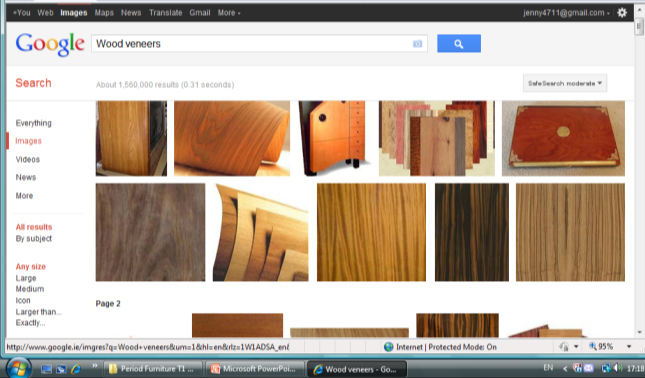 +You Web Images Maps News Translate Gmail More
jenny4711@gmail.com
Google
Wood veneers
Search
About 1,560,000 results (0.31 seconds)
SafeSearch moderate
Everything
Images
Videos
News
More
All results
By subject
Any size
Large
Medium
Icon
Larger than...
Exactly...
Page 2
http://www.google.ie/imgres?q=Wood+veneers&um=1&hl=en&rlz=1W1ADSA_en&
Internet | Protected Mode: On
95%
Period Furniture T1 ...
Microsoft PowerPoi...
Wood veneers - Go...
EN
17:18